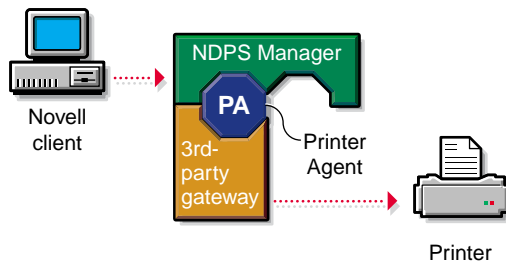 NDPS Manager
PA
Novell
client
Printer
Agent
3rd-
party
gateway
Printer